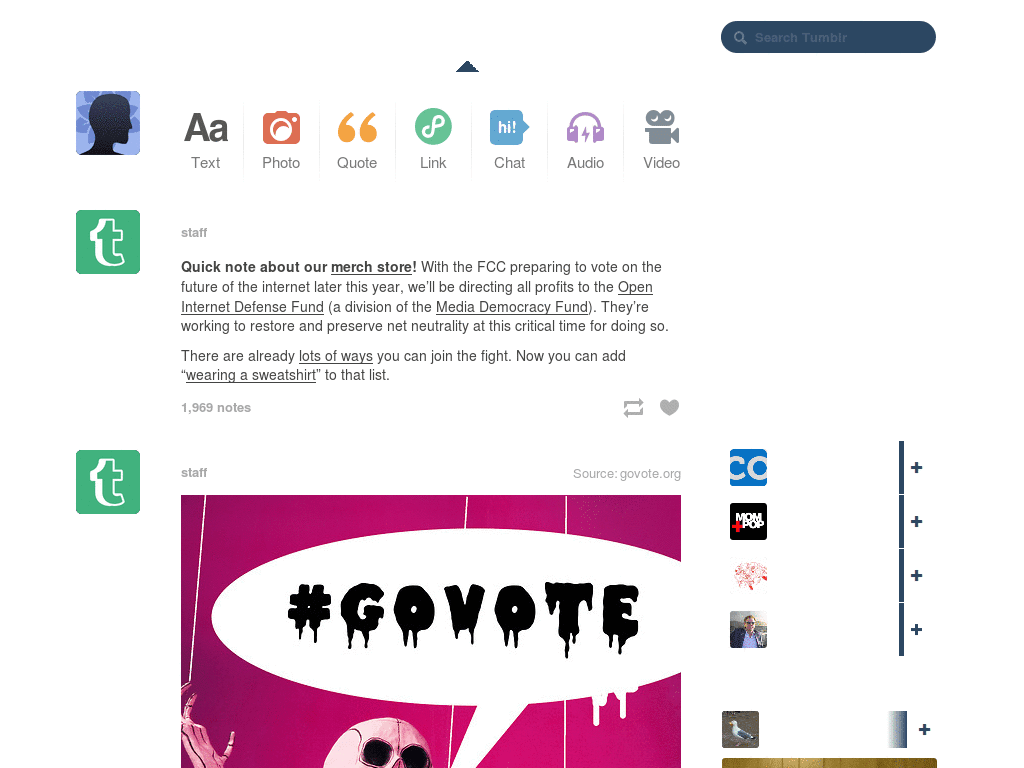 Search Tumblr
Aa
hi!
Text
Photo
Quote
Link
Chat
Audio
Video
t
staff
Quick note about our merch store! With the FCC preparing to vote on the
future of the internet later this year, we’ll be directing all profits to the Open
Internet Defense Fund (a division of the Media Democracy Fund). They’re
working to restore and preserve net neutrality at this critical time for doing so.
There are already lots of ways you can join the fight. Now you can add
“wearing a sweatshirt” to that list.
1,969 notes
t
staff
Source: govote.org
#GOVOTE
CO
+
MOM
+POP
+
+
+
+